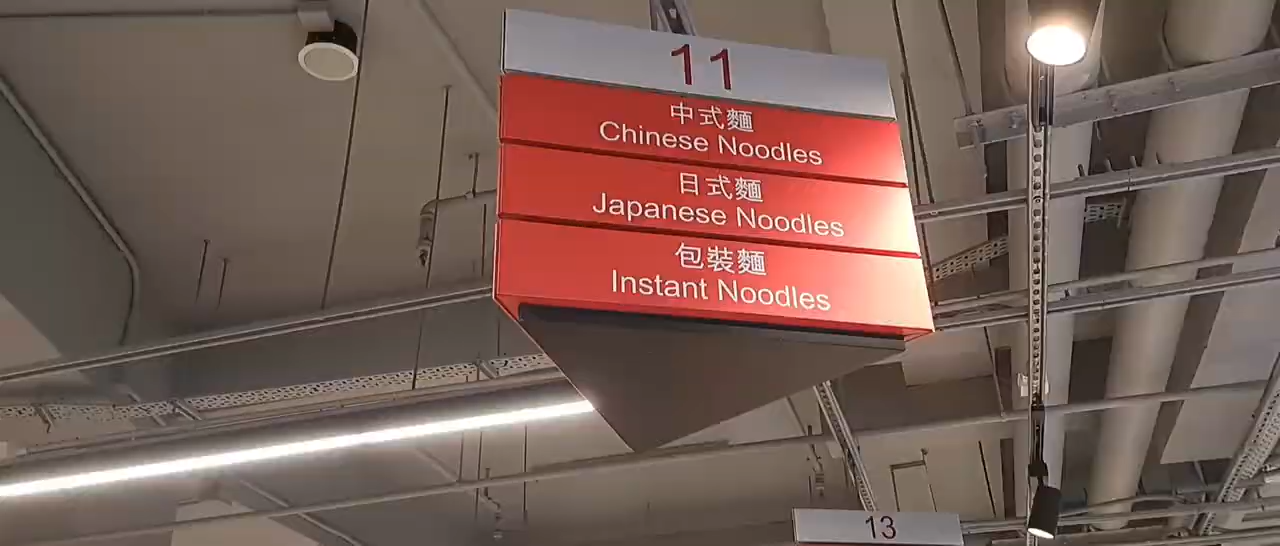 11
中式麵
Chinese Noodles
日式麵
Japanese Noodles
包裝麵
Instant Noodles
13